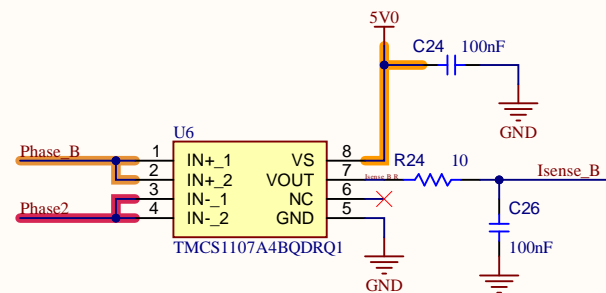 5V0
C24
100nF
GND
U6
Phase_B
1 IN+_1 VS 8
2 IN+_2 VOUT 7 Isense_B_R R24 10 Isense_B
3 IN-_1 NC 6
Phase2
4 IN-_2 GND 5
TMCS1107A4BQDRQ1
C26
100nF
GND